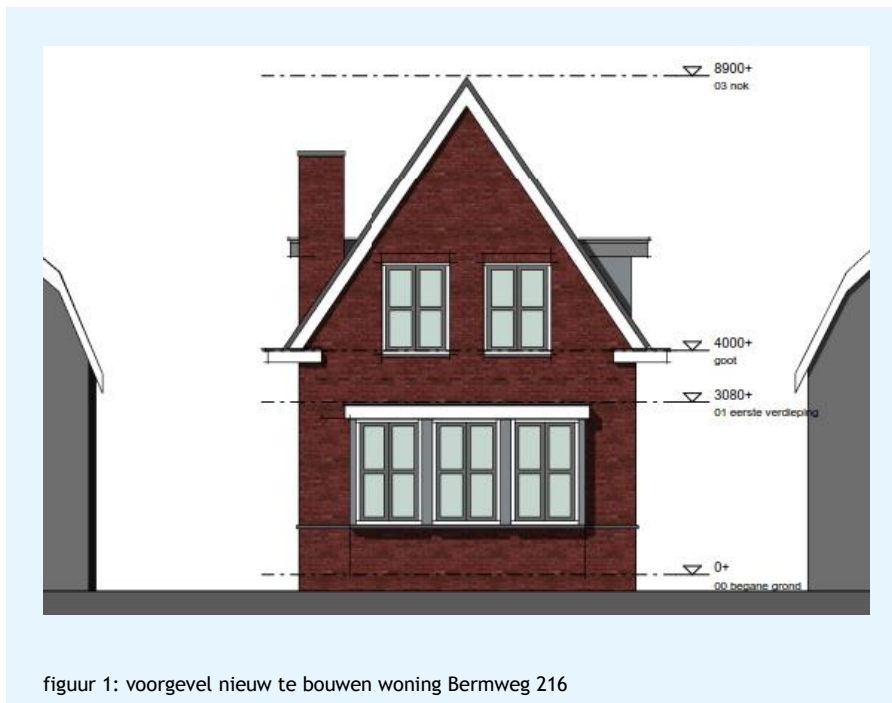 8900+
03 nok
4000+
goot
3080+
01 eerste verdieping
0+
00 begane grond
figuur 1: voorgevel nieuw te bouwen woning Bermweg 216